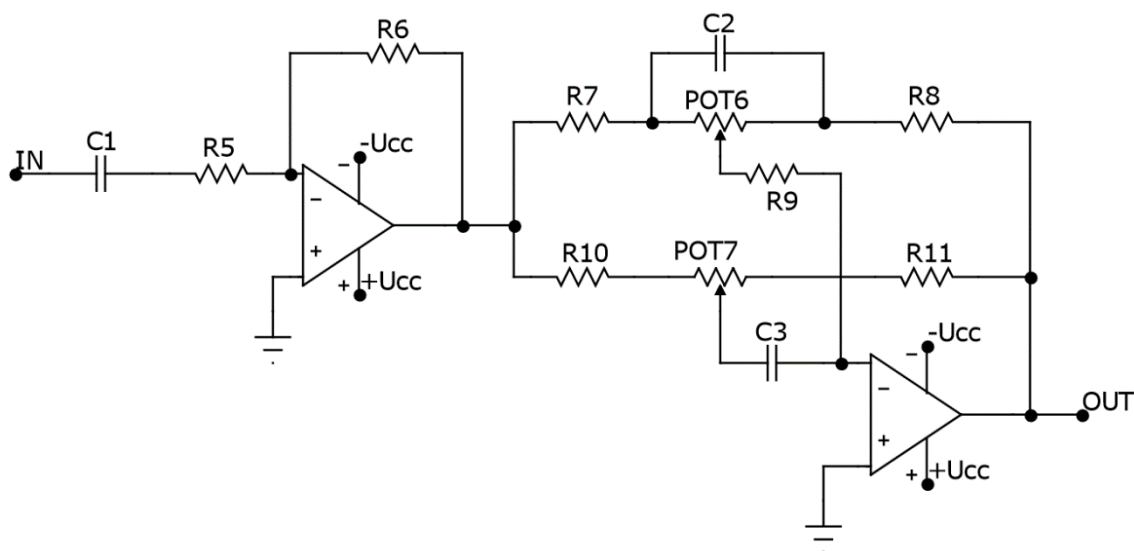 R6
C2
R7
POT6
R8
C1
IN
R5
-Ucc
−
−
+
R9
+
+Ucc
R10
POT7
R11
C3
-Ucc
−
−
OUT
+
+
+Ucc